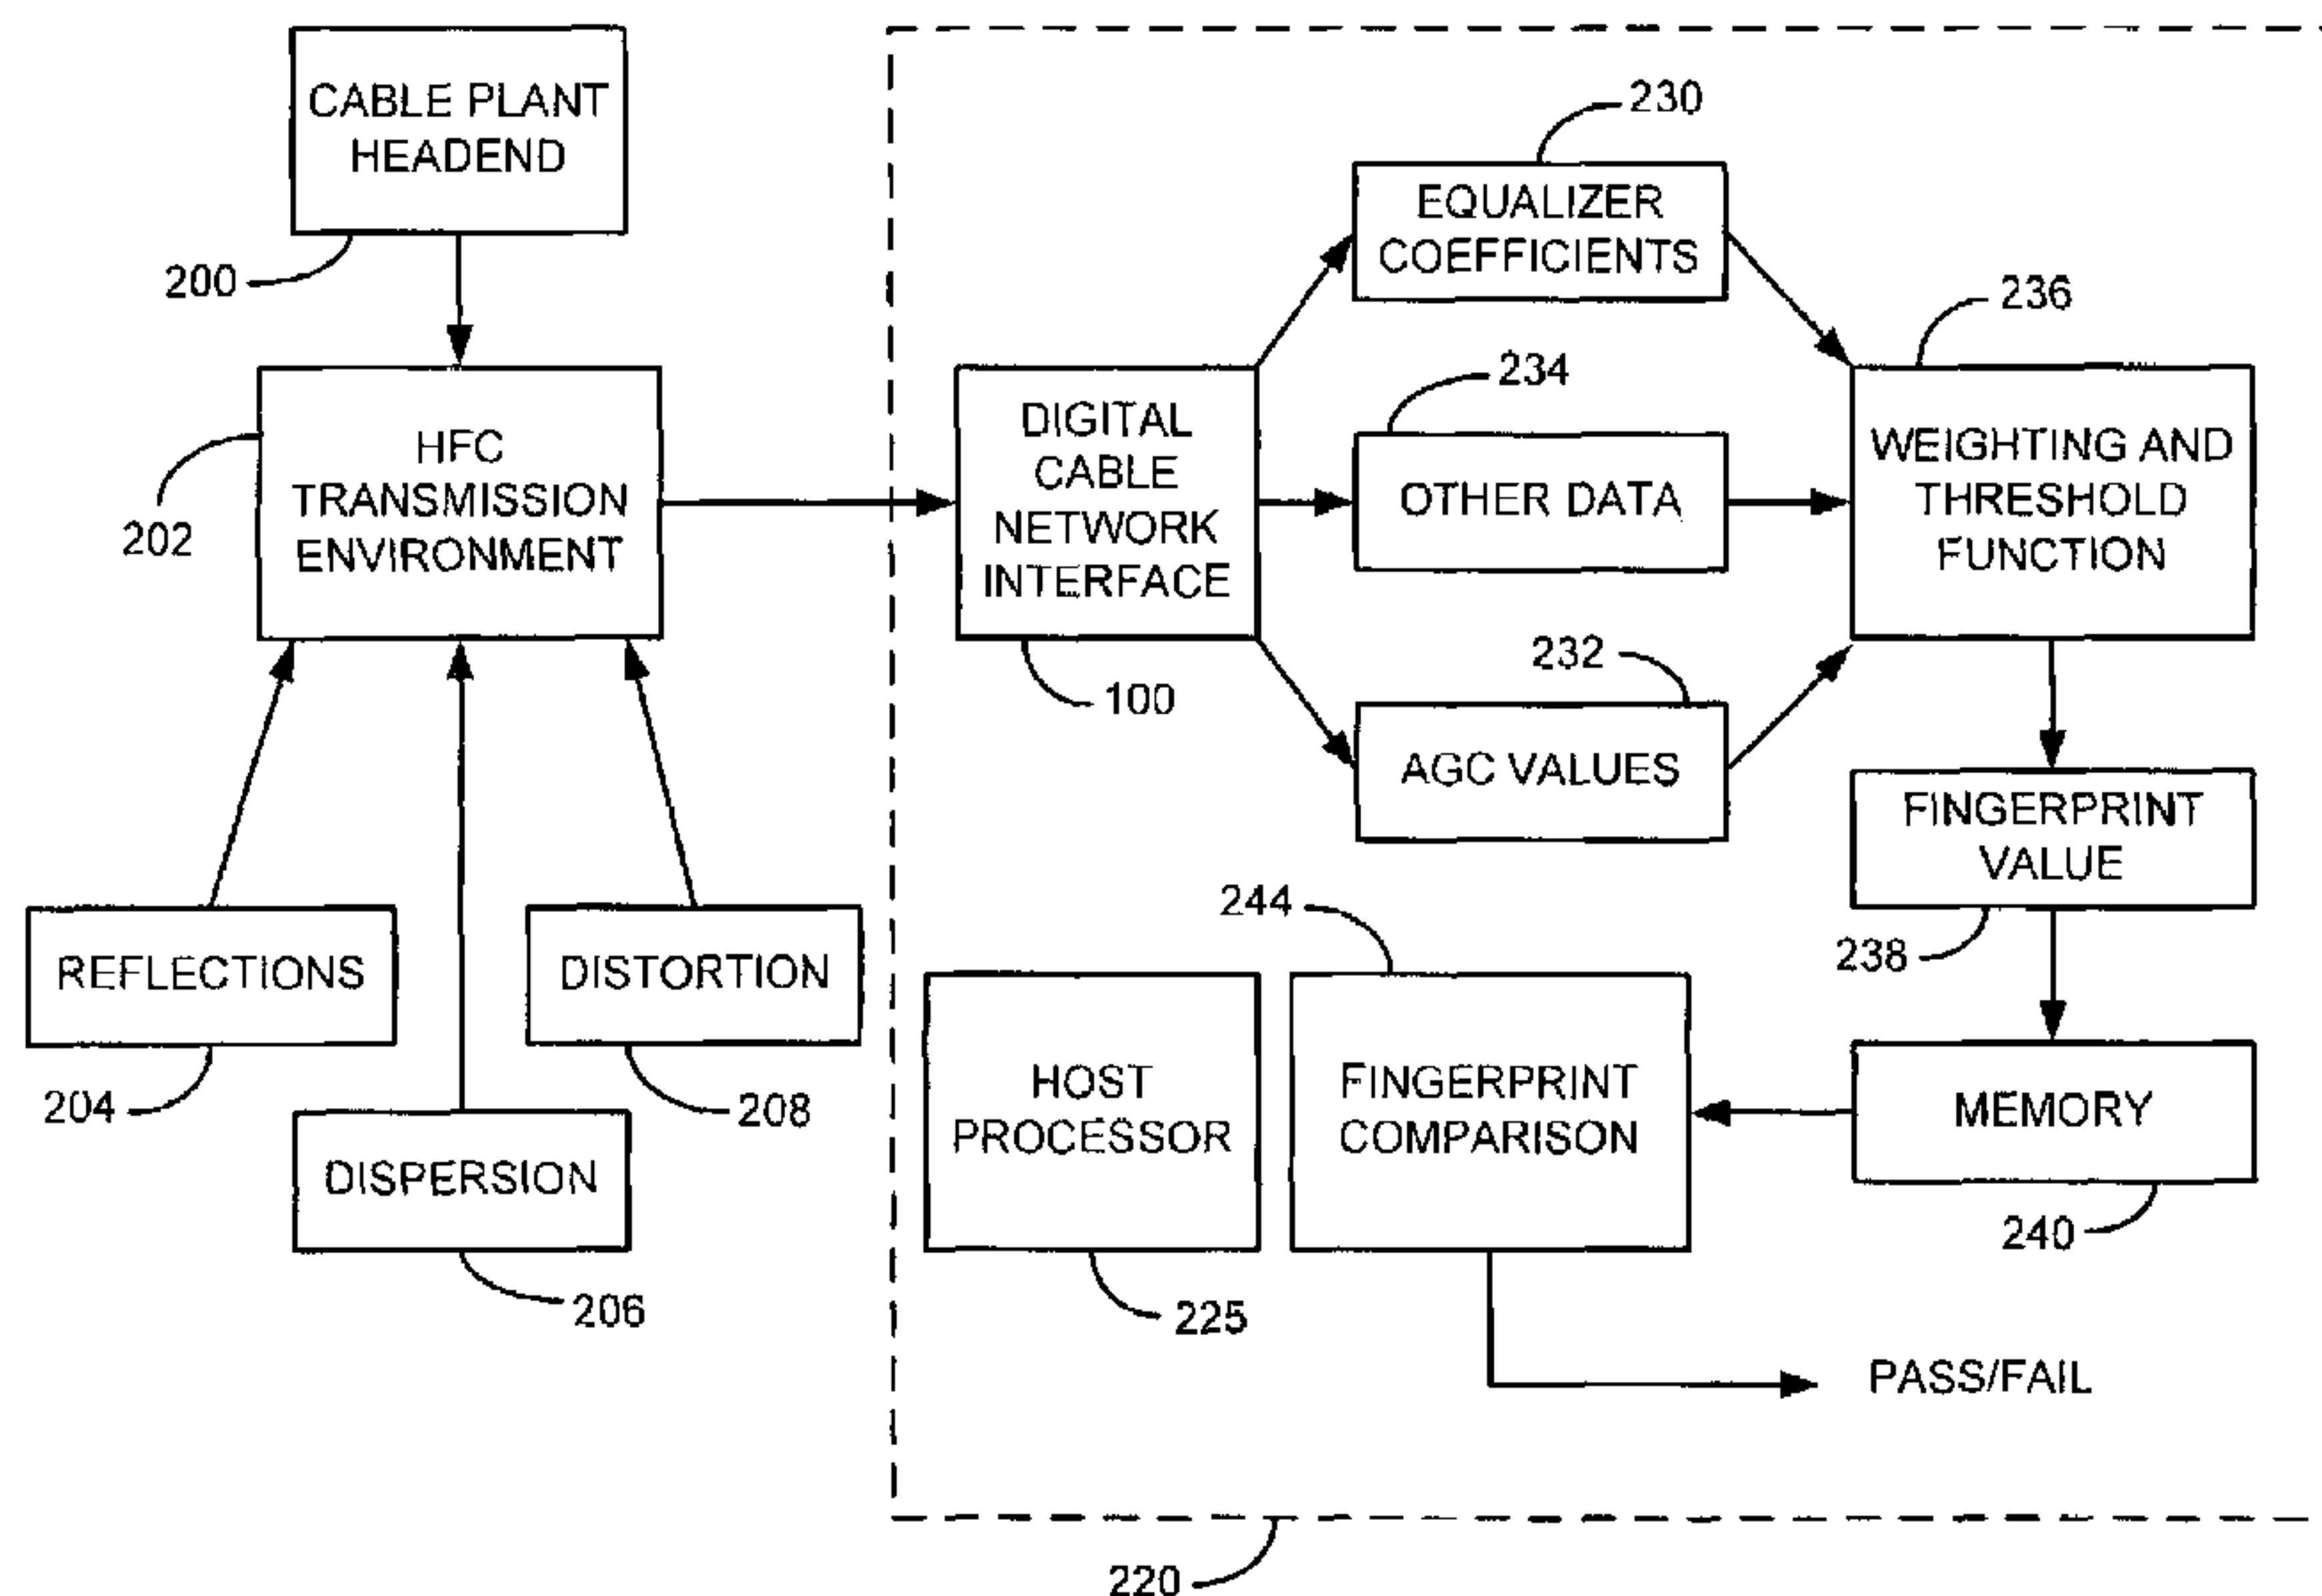 CABLE PLANT
HEADEND
200
HFC
TRANSMISSION
ENVIRONMENT
202
REFLECTIONS
204
DISPERSION
206
DISTORTION
208
DIGITAL
CABLE
NETWORK
INTERFACE
100
230
EQUALIZER
COEFFICIENTS
234
OTHER DATA
232
AGC VALUES
236
WEIGHTING AND
THRESHOLD
FUNCTION
FINGERPRINT
VALUE
238
MEMORY
240
244
FINGERPRINT
COMPARISON
HOST
PROCESSOR
225
PASS/FAIL
220